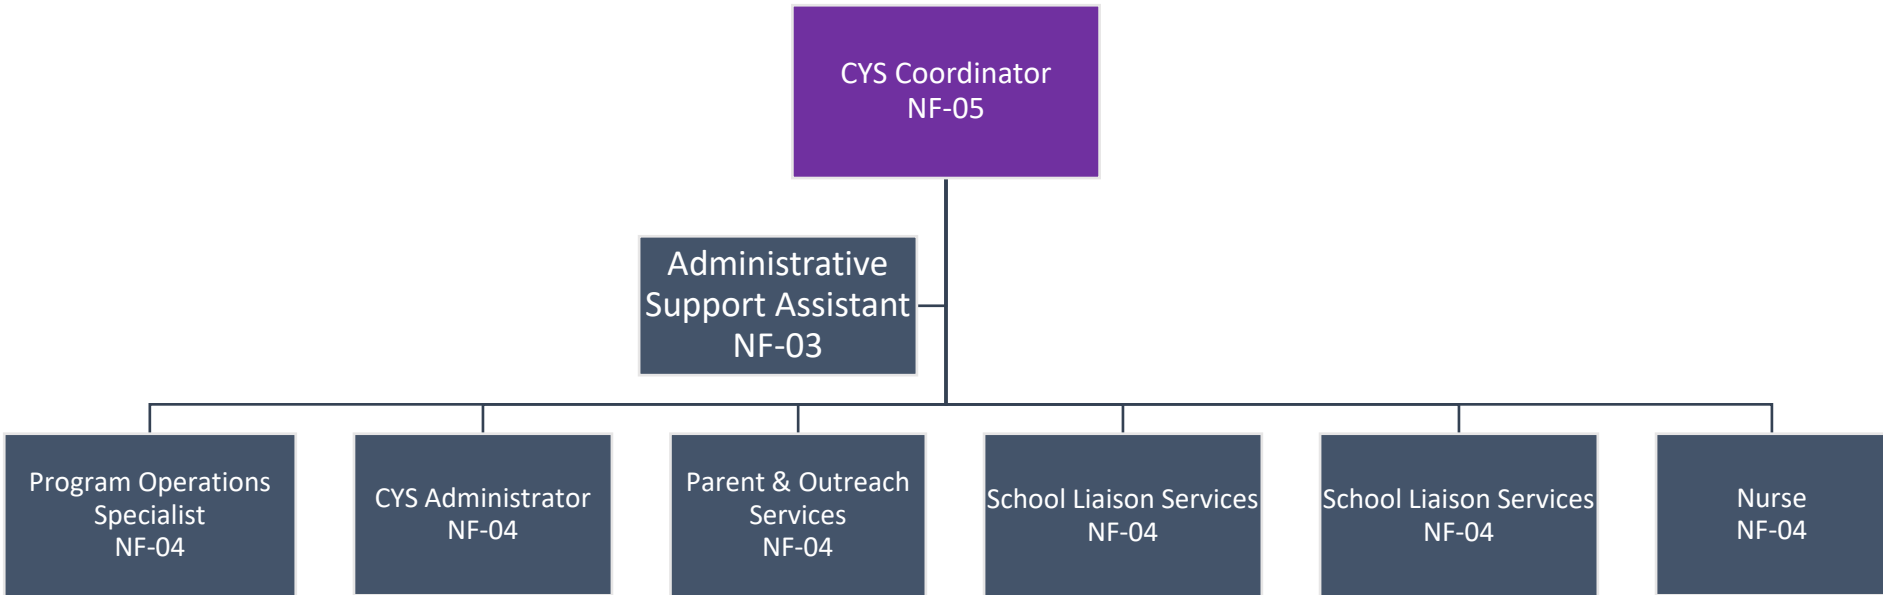 CYS Coordinator
NF-05
Administrative
Support Assistant
NF-03
Program Operations
Specialist
NF-04
CYS Administrator
NF-04
Parent & Outreach
Services
NF-04
School Liaison Services
NF-04
School Liaison Services
NF-04
Nurse
NF-04